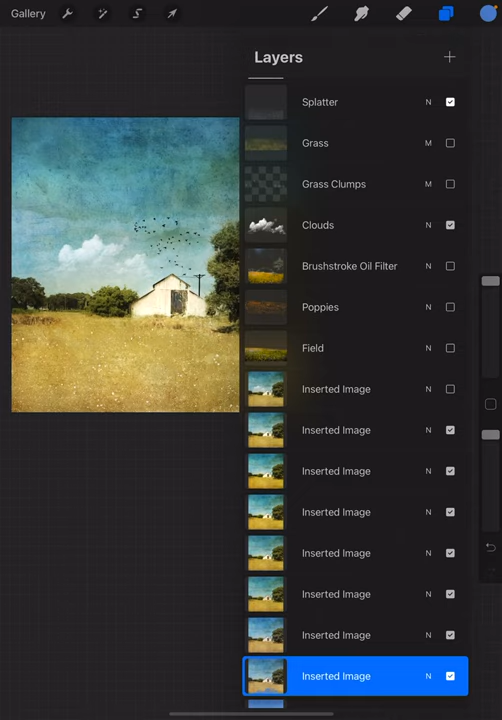 Gallery
Layers
Splatter N
Grass M
Grass Clumps M
Clouds N
Brushstroke Oil Filter N
Poppies N
Field N
Inserted Image N
Inserted Image N
Inserted Image N
Inserted Image N
Inserted Image N
Inserted Image N
Inserted Image N
Inserted Image N